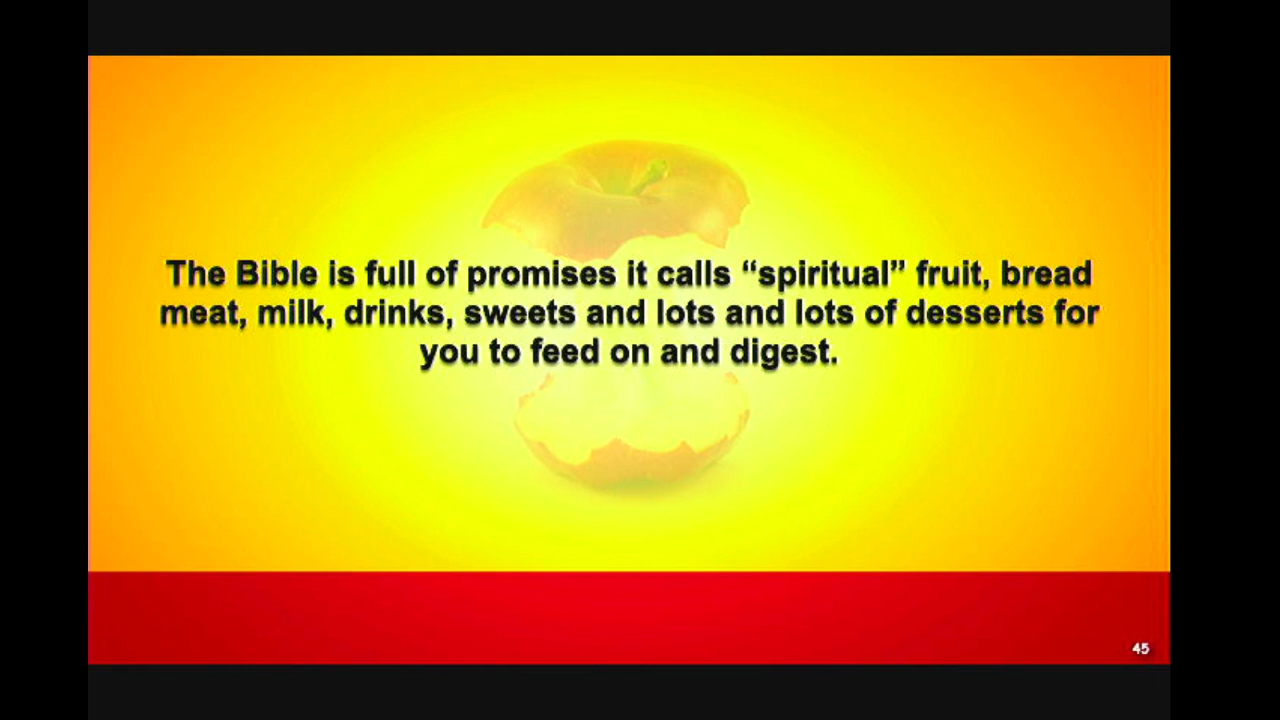 The Bible is full of promises it calls “spiritual” fruit, bread
meat, milk, drinks, sweets and lots and lots of desserts for
you to feed on and digest.
45